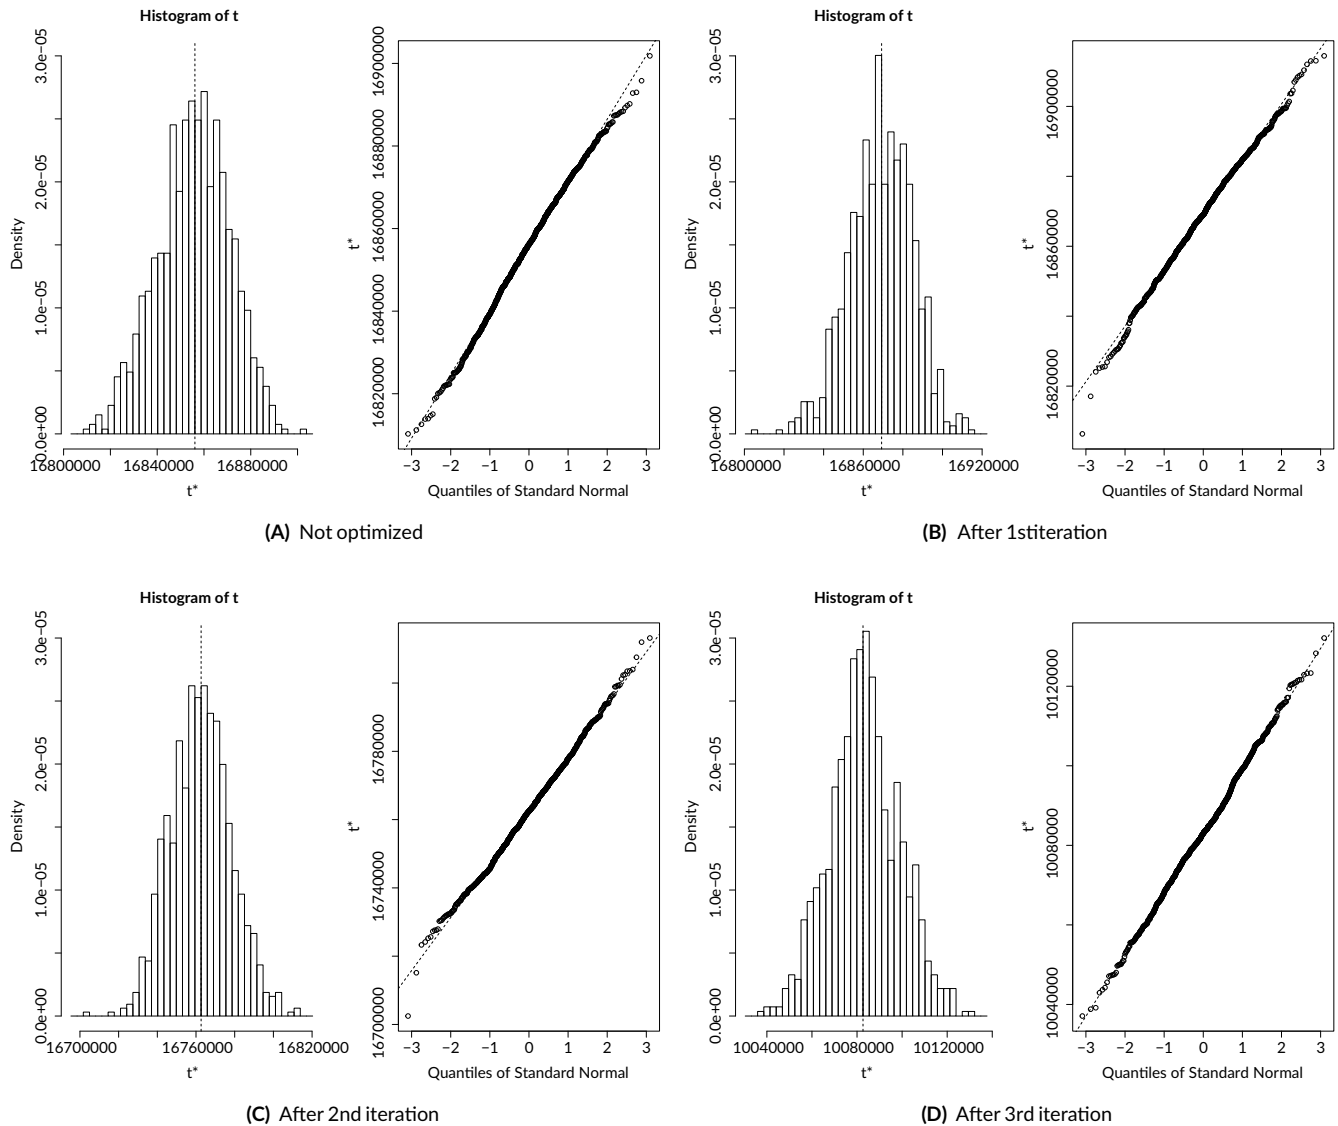 Histogram of t
Density
0.0e+00 1.0e−05 2.0e−05 3.0e−05
16800000 16840000 16880000
t*
t*
16820000 16840000 16860000 16880000 16900000
−3 −2 −1 0 1 2 3
Quantiles of Standard Normal
(A) Not optimized
Histogram of t
Density
0.0e+00 1.0e−05 2.0e−05 3.0e−05
16800000 16860000 16920000
t*
t*
16820000 16860000 16900000
−3 −2 −1 0 1 2 3
Quantiles of Standard Normal
(B) After 1stiteration
Histogram of t
Density
0.0e+00 1.0e−05 2.0e−05 3.0e−05
16700000 16760000 16820000
t*
t*
16700000 16740000 16780000
−3 −2 −1 0 1 2 3
Quantiles of Standard Normal
(C) After 2nd iteration
Histogram of t
Density
0.0e+00 1.0e−05 2.0e−05 3.0e−05
10040000 10080000 10120000
t*
t*
10040000 10080000 10120000
−3 −2 −1 0 1 2 3
Quantiles of Standard Normal
(D) After 3rd iteration